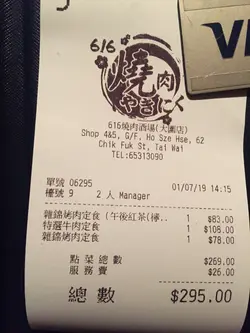 616
燒肉
やきにく
VI
616燒肉酒場(大圍店)
Shop 4&5, G/F, Ho Sze Hse, 62
Chik Fuk St, Tai Wai
TEL:65313090
單號 06295 01/07/19 14:15
檯號 9 2 人 Manager
雜錦烤肉定食 (午後紅茶(檸.. 1 $83.00
特選牛肉定食 1 $108.00
雜錦烤肉定食 1 $78.00
點菜總數 $269.00
服務費 $26.00
總數 $295.00